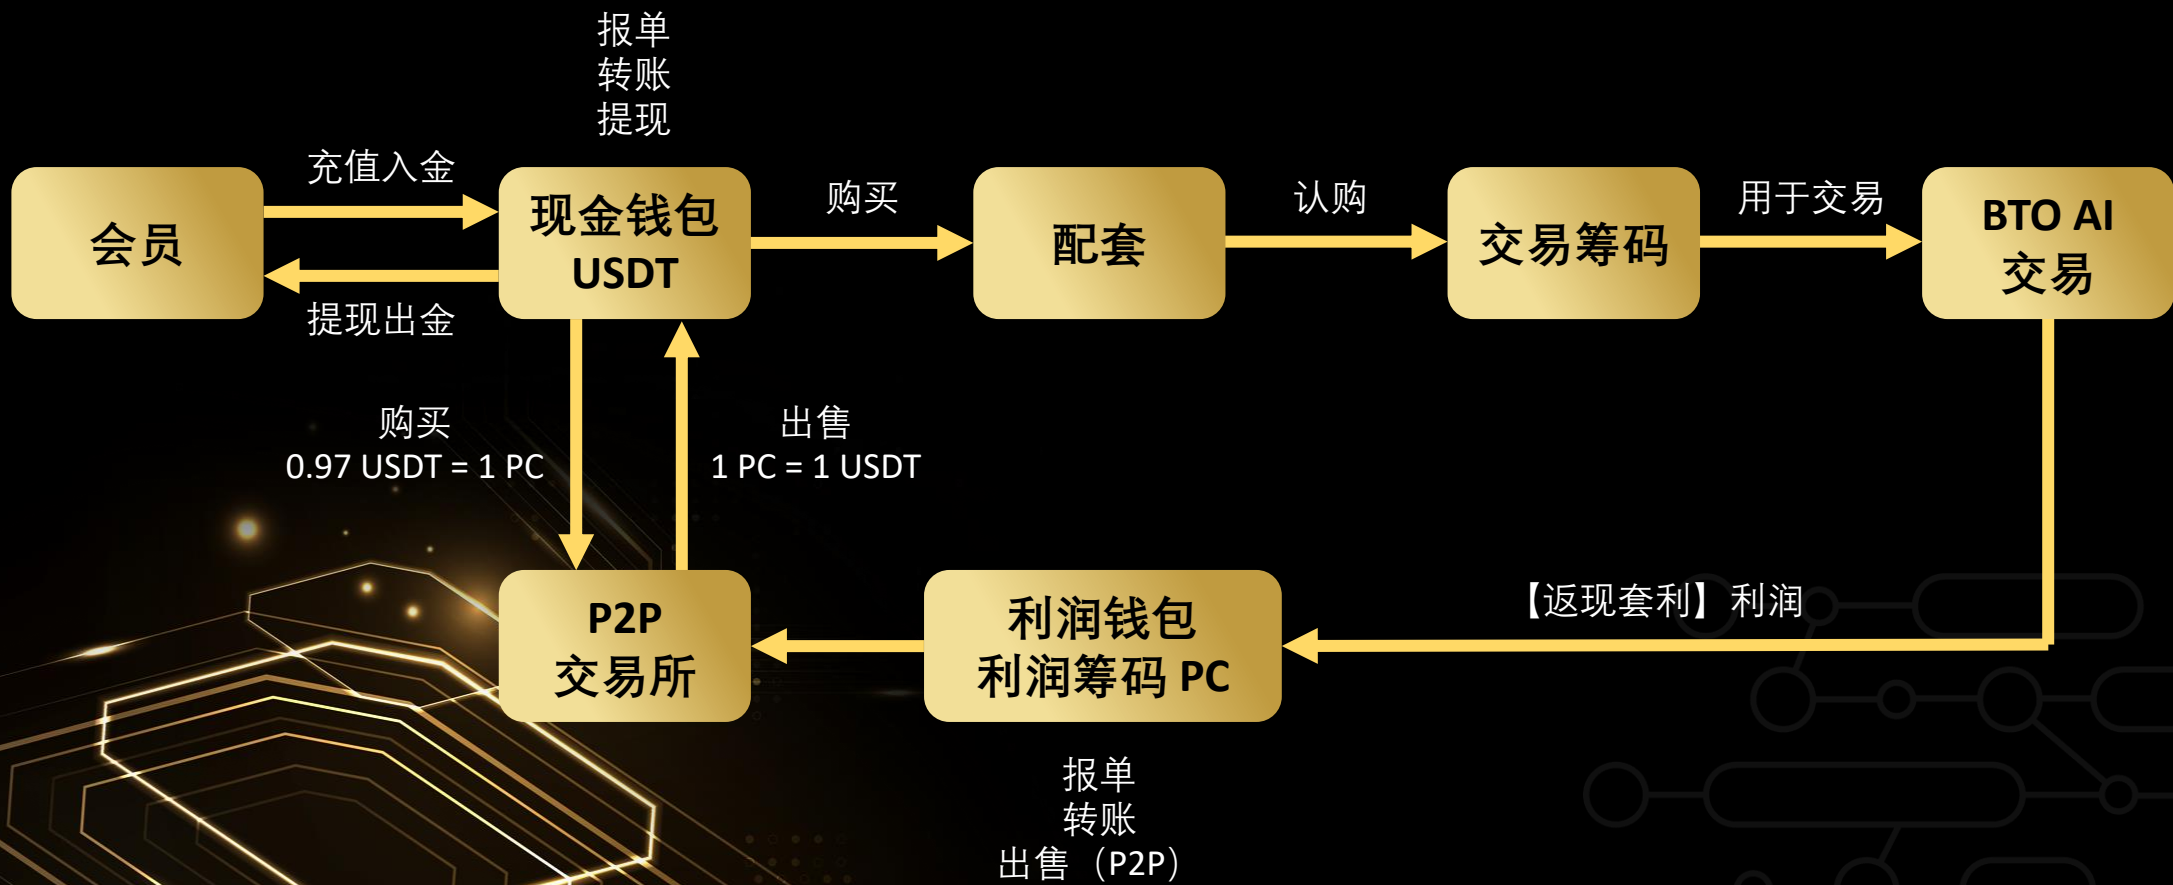 报单
转账
提现
会员
充值入金
提现出金
现金钱包
USDT
购买
配套
认购
交易筹码
用于交易
BTO AI
交易
购买
0.97 USDT = 1 PC
出售
1 PC = 1 USDT
P2P
交易所
利润钱包
利润筹码 PC
【返现套利】利润
报单
转账
出售（P2P）